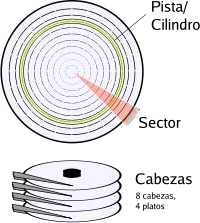 Pista/
Cilindro
Sector
Cabezas
8 cabezas,
4 platos